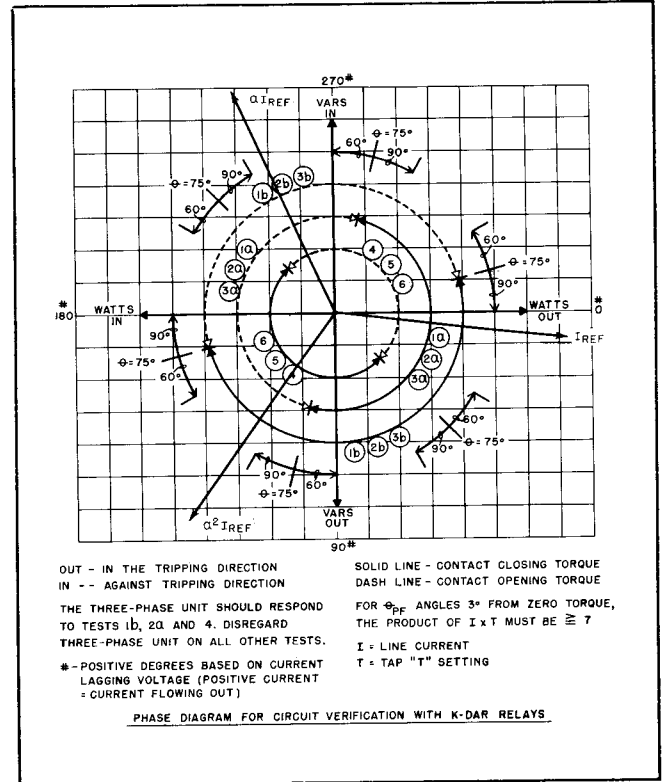 270#
VARS
IN
aIREF
60°
θ = 75°
90°
90°
θ = 75°
60°
1b
2b
3b
1a
2a
3a
4
5
6
60°
θ = 75°
90°
#
180
WATTS
IN
WATTS
OUT
#
0
IREF
90°
θ = 75°
60°
6
5
4
1a
2a
3a
60°
θ = 75°
90°
1b
2b
3b
90°
θ = 75°
60°
a²IREF
VARS
OUT
90#
OUT - IN THE TRIPPING DIRECTION
IN -- AGAINST TRIPPING DIRECTION
THE THREE-PHASE UNIT SHOULD RESPOND
TO TESTS 1b, 2a AND 4. DISREGARD
THREE-PHASE UNIT ON ALL OTHER TESTS.
#-POSITIVE DEGREES BASED ON CURRENT
LAGGING VOLTAGE (POSITIVE CURRENT
= CURRENT FLOWING OUT)
SOLID LINE - CONTACT CLOSING TORQUE
DASH LINE - CONTACT OPENING TORQUE
FOR θPF ANGLES 3° FROM ZERO TORQUE,
THE PRODUCT OF I x T MUST BE ≧ 7
I = LINE CURRENT
T = TAP "T" SETTING
PHASE DIAGRAM FOR CIRCUIT VERIFICATION WITH K-DAR RELAYS